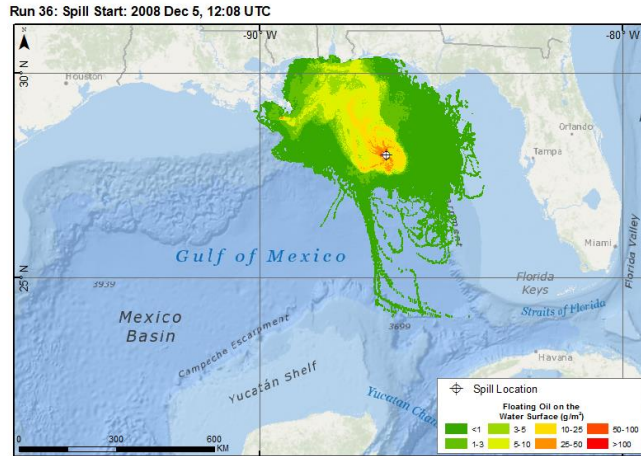 Run 36: Spill Start: 2008 Dec 5, 12:08 UTC
-90° W
-80° W
30° N
Houston
Orlando
Tampa
Gulf of Mexico
Miami
Florida Valley
25° N
3939
Florida
Keys
Mexico
Basin
Straits of Florida
3699
Campeche Escarpment
Havana
Yucatán Shelf
Yucatan Chan
Spill Location
Floating Oil on the
Water Surface (g/m²)
<1 3-5 10-25 50-100
1-3 5-10 25-50 >100
0 300 600
KM